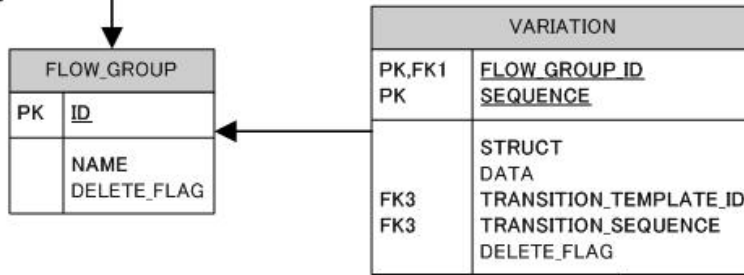 FLOW_GROUP
PK ID
NAME
DELETE_FLAG
VARIATION
PK,FK1 FLOW_GROUP_ID
PK SEQUENCE
STRUCT
DATA
FK3 TRANSITION_TEMPLATE_ID
FK3 TRANSITION_SEQUENCE
DELETE_FLAG